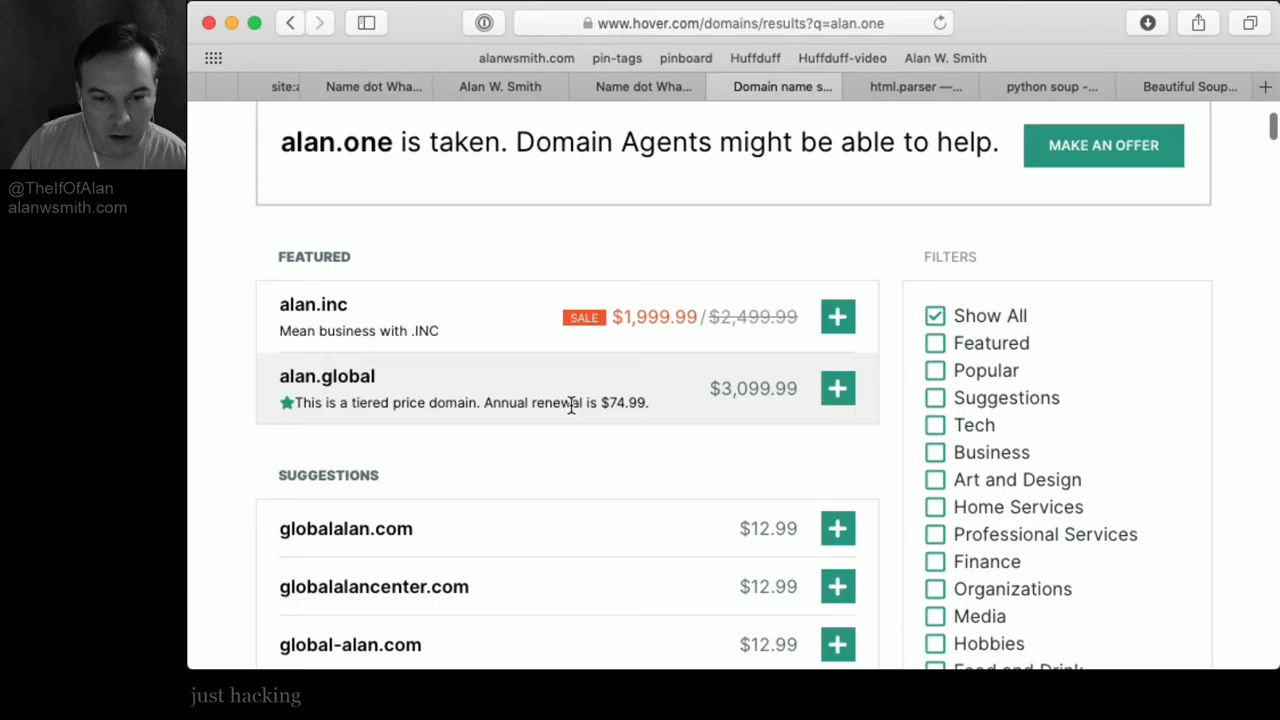 www.hover.com/domains/results?q=alan.one
alanwsmith.com pin-tags pinboard Huffduff Huffduff-video Alan W. Smith
site:a Name dot Wha... Alan W. Smith Name dot Wha... Domain name s... html.parser —... python soup -... Beautiful Soup...
@TheIfOfAlan
alanwsmith.com
alan.one is taken. Domain Agents might be able to help. MAKE AN OFFER
FEATURED
alan.inc
Mean business with .INC
SALE $1,999.99/$2,499.99
alan.global
This is a tiered price domain. Annual renewal is $74.99.
$3,099.99
SUGGESTIONS
globalalan.com $12.99
globalalancenter.com $12.99
global-alan.com $12.99
FILTERS
Show All
Featured
Popular
Suggestions
Tech
Business
Art and Design
Home Services
Professional Services
Finance
Organizations
Media
Hobbies
Food and Drink
just hacking